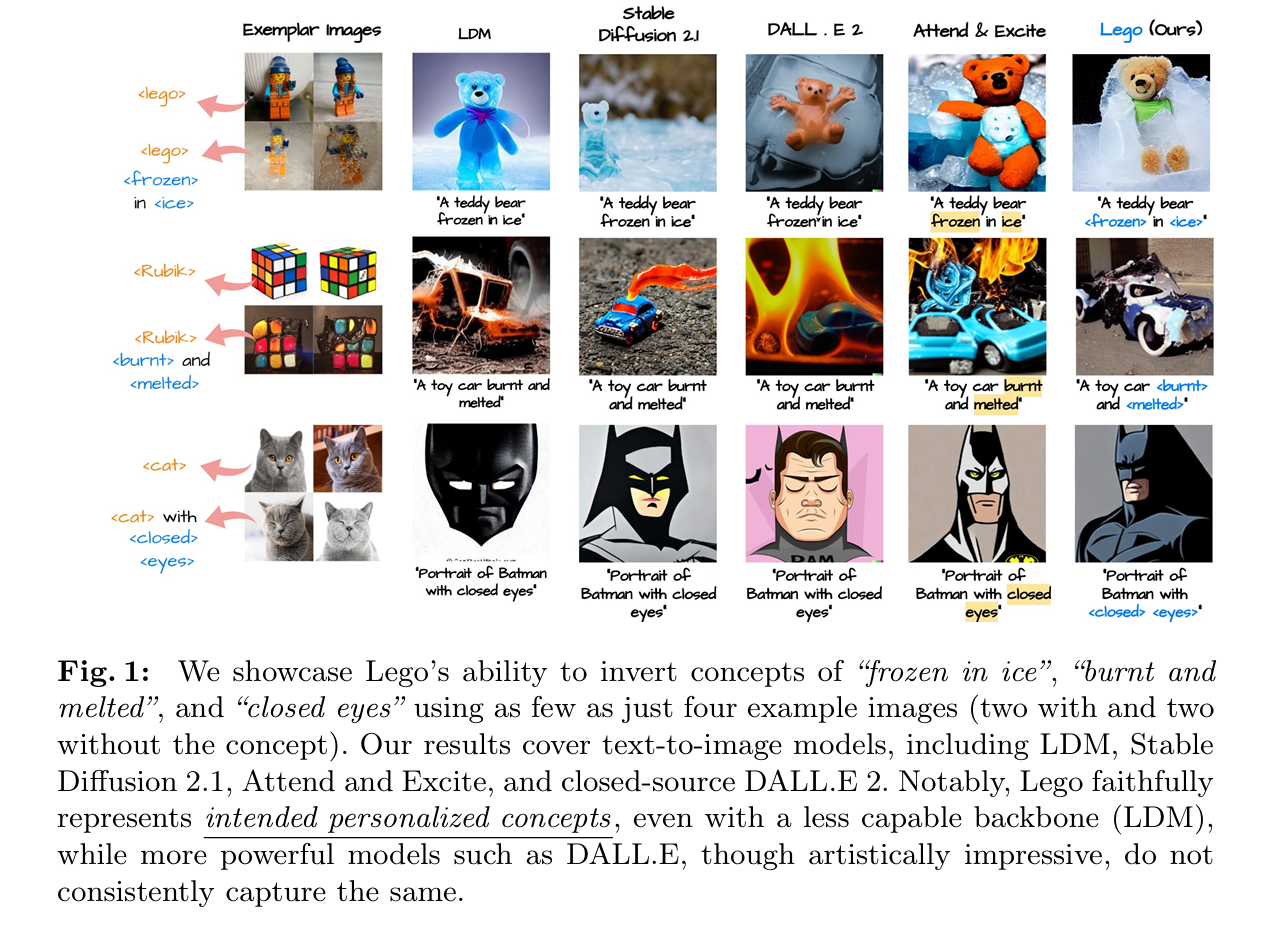 Exemplar Images
LDM
Stable
Diffusion 2.1
DALL . E 2
Attend & Excite
Lego (Ours)
<lego>
<lego>
<frozen>
in <ice>
"A teddy bear
frozen in ice"
"A teddy bear
frozen in ice"
"A teddy bear
frozen in ice"
"A teddy bear
frozen in ice"
"A teddy bear
<frozen> in <ice>"
<Rubik>
<Rubik>
<burnt> and
<melted>
"A toy car burnt and
melted"
"A toy car burnt
and melted"
"A toy car burnt
and melted"
"A toy car burnt
and melted"
"A toy car <burnt>
and <melted>"
<cat>
<cat> with
<closed>
<eyes>
"Portrait of Batman
with closed eyes"
"Portrait of
Batman with closed
eyes"
"Portrait of
Batman with closed
eyes"
"Portrait of
Batman with closed
eyes"
"Portrait of
Batman with
<closed> <eyes>"
Fig. 1: We showcase Lego's ability to invert concepts of “frozen in ice”, “burnt and
melted”, and “closed eyes” using as few as just four example images (two with and two
without the concept). Our results cover text-to-image models, including LDM, Stable
Diffusion 2.1, Attend and Excite, and closed-source DALL.E 2. Notably, Lego faithfully
represents intended personalized concepts, even with a less capable backbone (LDM),
while more powerful models such as DALL.E, though artistically impressive, do not
consistently capture the same.